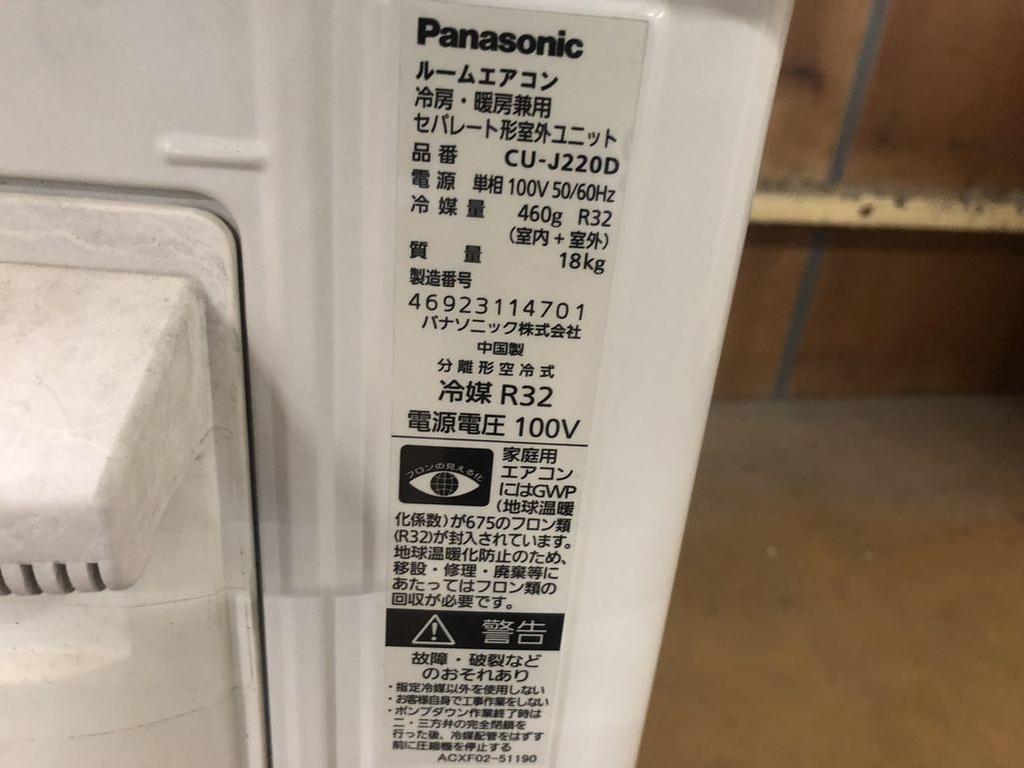 Panasonic
ルームエアコン
冷房・暖房兼用
セパレート形室外ユニット
品番 CU-J220D
電源 単相100V 50/60Hz
冷媒量 460g R32
(室内+室外)
質量 18kg
製造番号
46923114701
パナソニック株式会社
中国製
分離形空冷式
冷媒 R32
電源電圧 100V
フロンの見える化
家庭用
エアコン
にはGWP
(地球温暖
化係数)が675のフロン類
(R32)が封入されています。
地球温暖化防止のため、
移設・修理・廃棄等に
あたってはフロン類の
回収が必要です。
警告
故障・破裂など
のおそれあり
・指定冷媒以外を使用しない
・お客様自身で工事作業をしない
・ポンプダウン作業終了時は
二・三方弁の完全閉鎖を
行った後、冷媒配管をはずす
前に圧縮機を停止する
ACXF02-51190